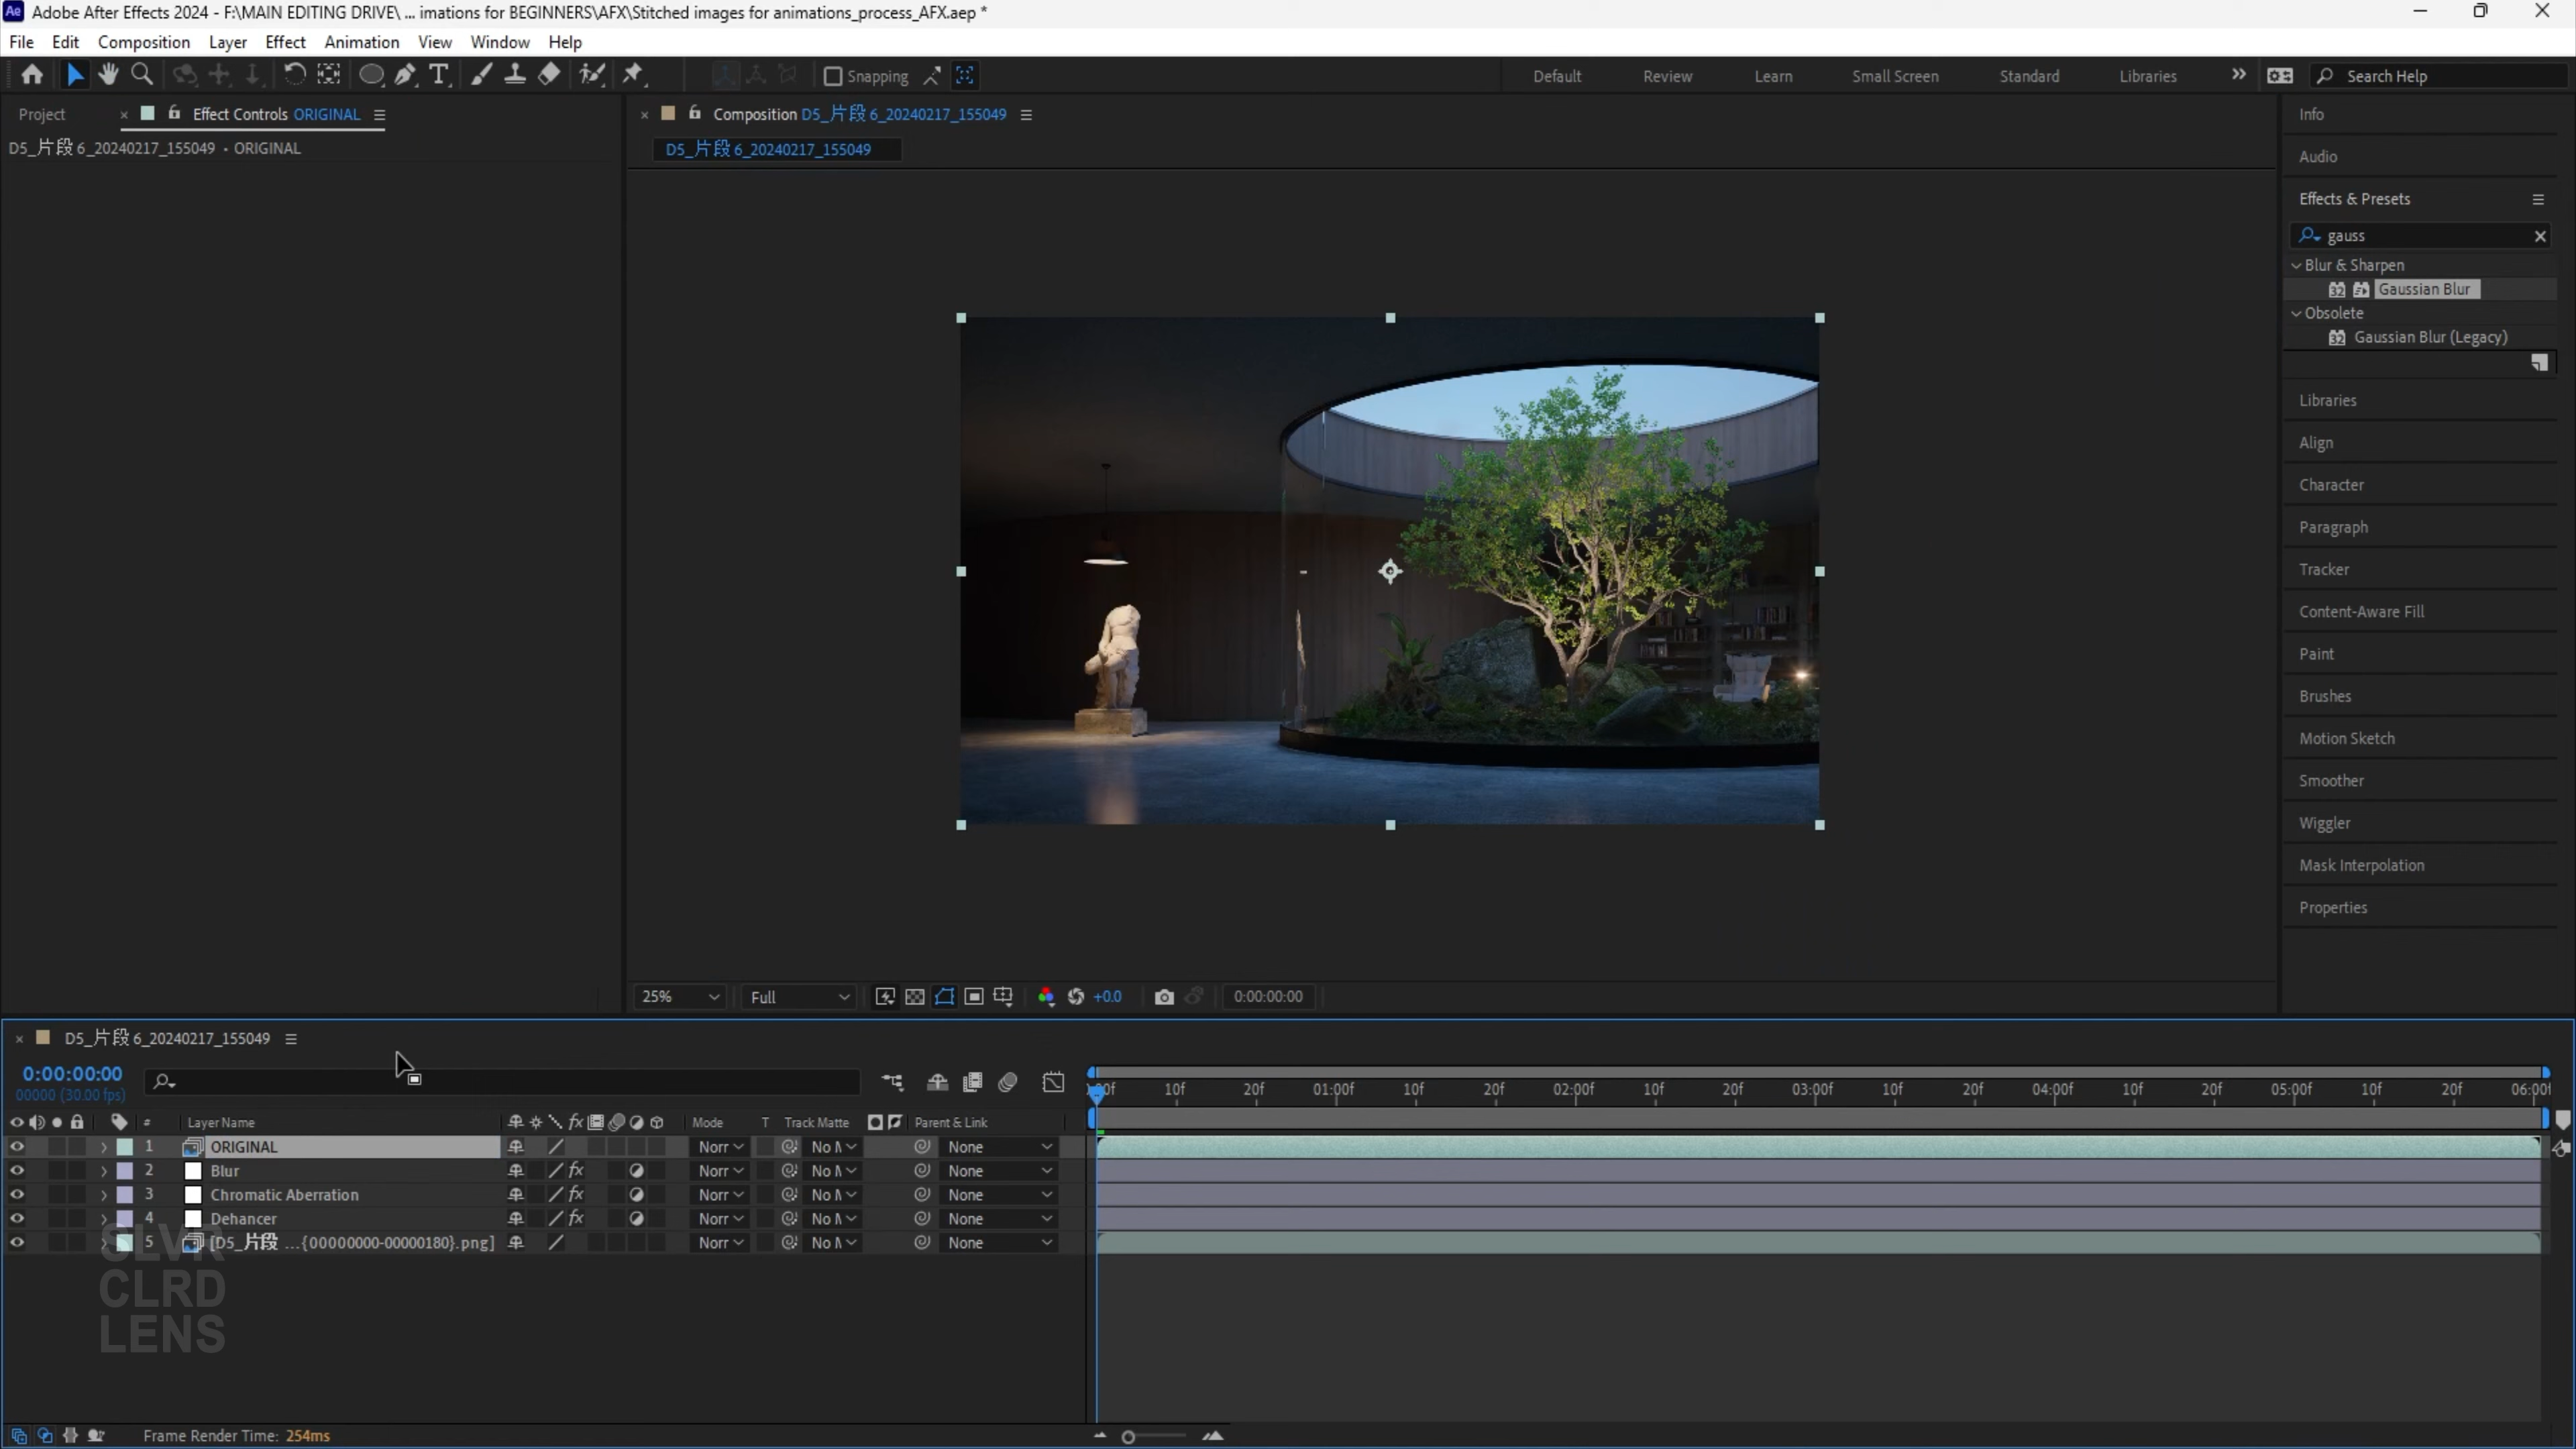 Ae Adobe After Effects 2024 - F:\MAIN EDITING DRIVE\ ... imations for BEGINNERS\AFX\Stitched images for animations_process_AFX.aep *
File Edit Composition Layer Effect Animation View Window Help
T Snapping Default Review Learn Small Screen Standard Libraries Search Help
Project Effect Controls ORIGINAL
D5_片段 6_20240217_155049 • ORIGINAL
Composition D5_片段 6_20240217_155049
D5_片段 6_20240217_155049
Info
Audio
Effects & Presets
gauss
Blur & Sharpen
32 Gaussian Blur
Obsolete
32 Gaussian Blur (Legacy)
Libraries
Align
Character
Paragraph
Tracker
Content-Aware Fill
Paint
Brushes
Motion Sketch
Smoother
Wiggler
Mask Interpolation
Properties
25% Full +0.0 0:00:00:00
D5_片段 6_20240217_155049
0:00:00:00
00000 (30.00 fps)
:00f 10f 20f 01:00f 10f 20f 02:00f 10f 20f 03:00f 10f 20f 04:00f 10f 20f 05:00f 10f 20f 06:00f
# Layer Name fx Mode T Track Matte Parent & Link
1 ORIGINAL Norr No M None
2 Blur fx Norr No M None
3 Chromatic Aberration fx Norr No M None
4 Dehancer fx Norr No M None
5 [D5_片段 ...{00000000-00000180}.png] Norr No M None
SLVR
CLRD
LENS
Frame Render Time: 254ms